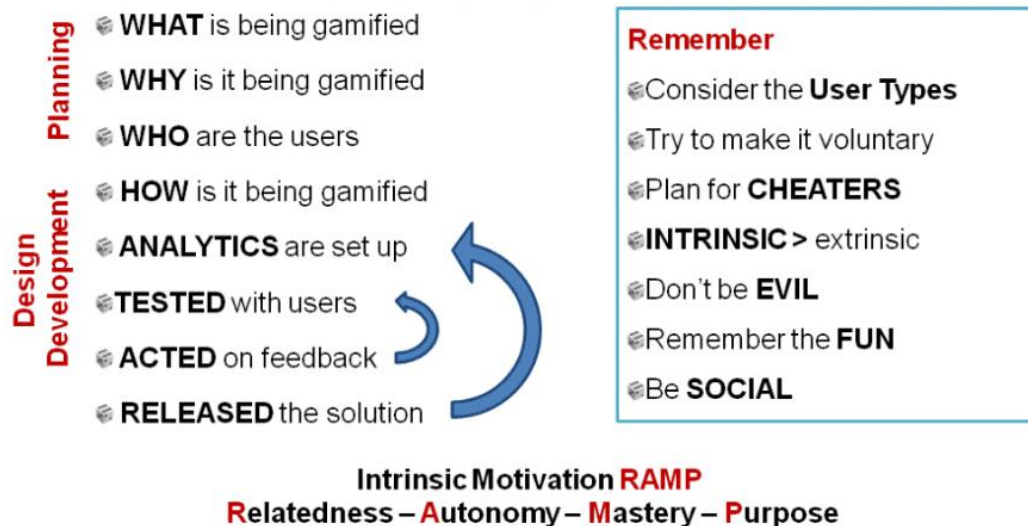 Planning
WHAT is being gamified
WHY is it being gamified
WHO are the users
Design
Development
HOW is it being gamified
ANALYTICS are set up
TESTED with users
ACTED on feedback
RELEASED the solution
Remember
Consider the User Types
Try to make it voluntary
Plan for CHEATERS
INTRINSIC > extrinsic
Don't be EVIL
Remember the FUN
Be SOCIAL
Intrinsic Motivation RAMP
Relatedness – Autonomy – Mastery – Purpose